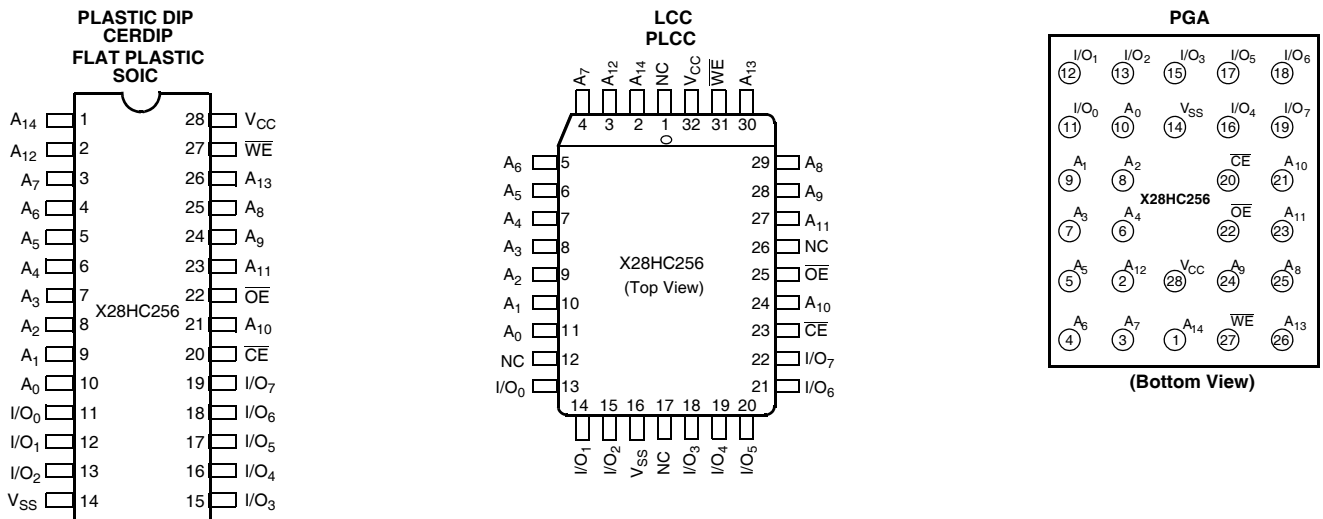 PLASTIC DIP
CERDIP
FLAT PLASTIC
SOIC
A14 1 28 VCC
A12 2 27 W̅E̅
A7 3 26 A13
A6 4 25 A8
A5 5 24 A9
A4 6 23 A11
A3 7 22 O̅E̅
X28HC256
A2 8 21 A10
A1 9 20 C̅E̅
A0 10 19 I/O7
I/O0 11 18 I/O6
I/O1 12 17 I/O5
I/O2 13 16 I/O4
VSS 14 15 I/O3
LCC
PLCC
A7 A12 A14 NC VCC W̅E̅ A13
4 3 2 1 32 31 30
A6 5 29 A8
A5 6 28 A9
A4 7 27 A11
A3 8 26 NC
X28HC256
A2 9 25 O̅E̅
(Top View)
A1 10 24 A10
A0 11 23 C̅E̅
NC 12 22 I/O7
I/O0 13 21 I/O6
14 15 16 17 18 19 20
I/O1 I/O2 VSS NC I/O3 I/O4 I/O5
PGA
I/O1 I/O2 I/O3 I/O5 I/O6
12 13 15 17 18
I/O0 A0 VSS I/O4 I/O7
11 10 14 16 19
A1 A2 C̅E̅ A10
9 8 20 21
X28HC256
A3 A4 O̅E̅ A11
7 6 22 23
A5 A12 VCC A9 A8
5 2 28 24 25
A6 A7 A14 W̅E̅ A13
4 3 1 27 26
(Bottom View)